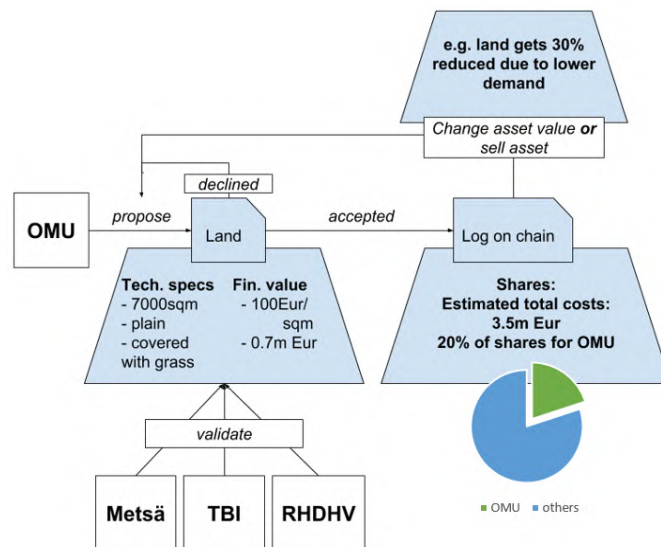 e.g. land gets 30%
reduced due to lower
demand
Change asset value or
sell asset
declined
OMU
propose
Land
accepted
Log on chain
Tech. specs
- 7000sqm
- plain
- covered
with grass
Fin. value
- 100Eur/
sqm
- 0.7m Eur
Shares:
Estimated total costs:
3.5m Eur
20% of shares for OMU
validate
Metsä
TBI
RHDHV
OMU
others